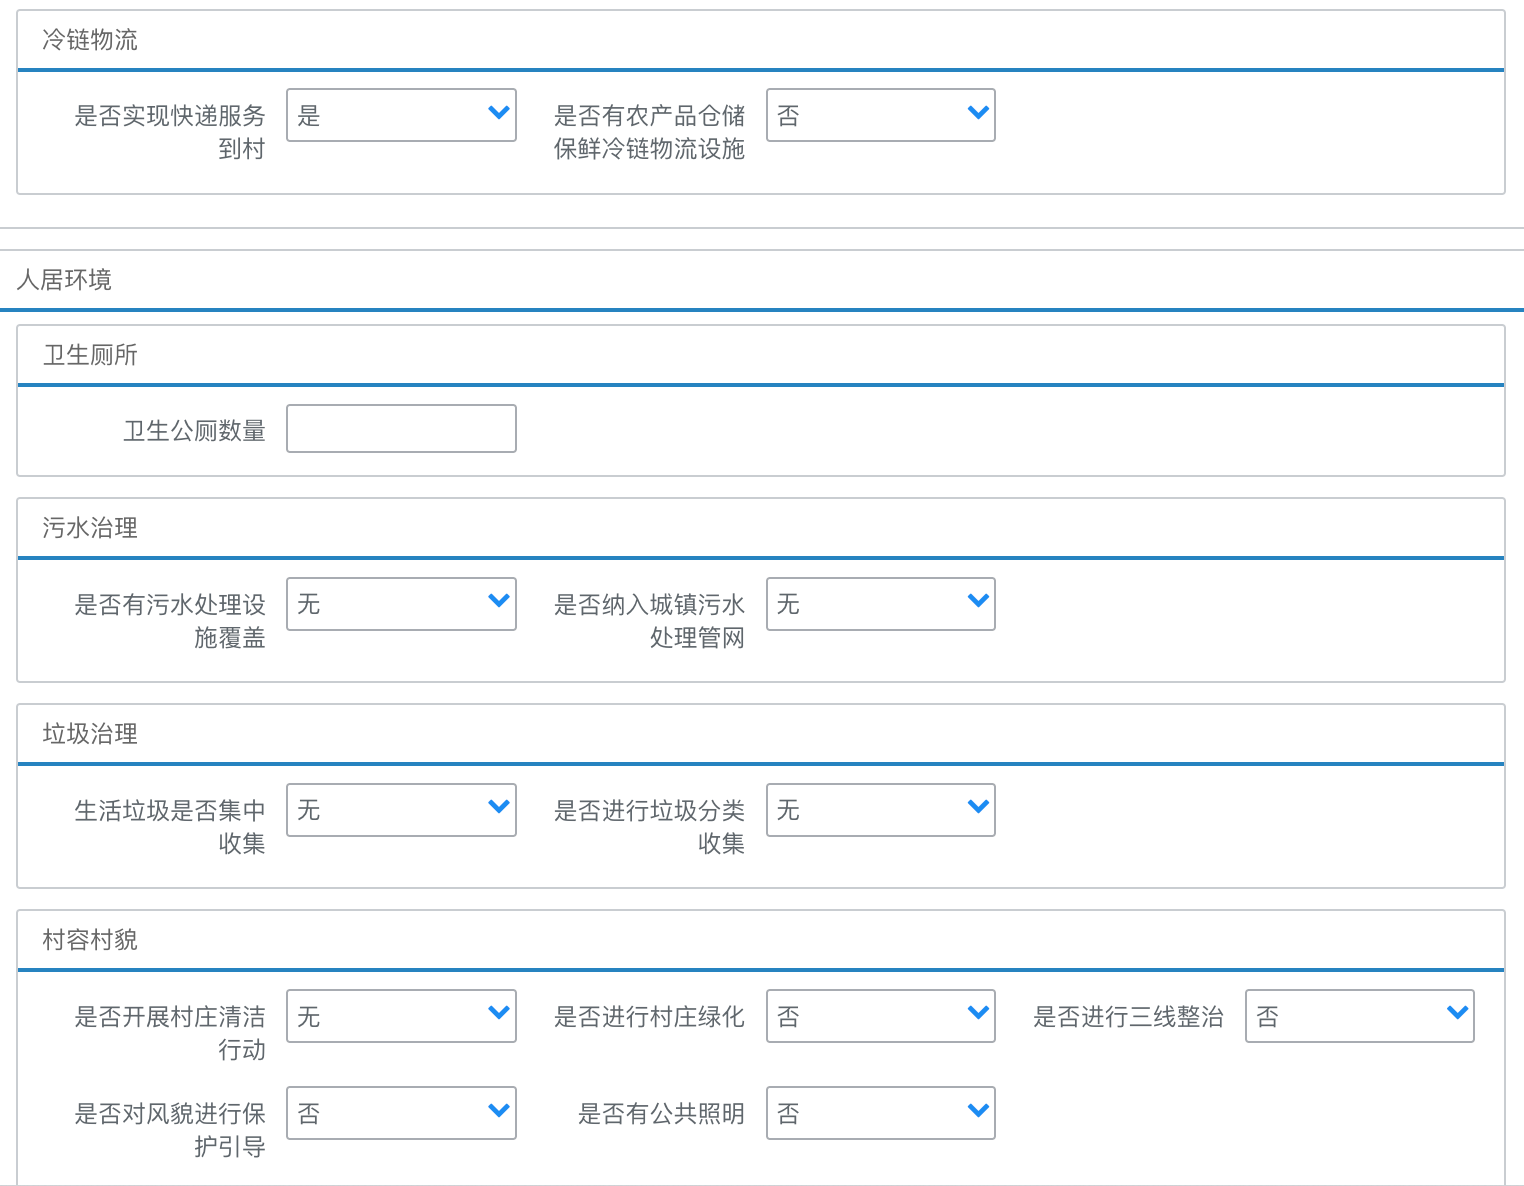 冷链物流
是否实现快递服务到村 是 是否有农产品仓储保鲜冷链物流设施 否
人居环境
卫生厕所
卫生公厕数量
污水治理
是否有污水处理设施覆盖 无 是否纳入城镇污水处理管网 无
垃圾治理
生活垃圾是否集中收集 无 是否进行垃圾分类收集 无
村容村貌
是否开展村庄清洁行动 无 是否进行村庄绿化 否 是否进行三线整治 否
是否对风貌进行保护引导 否 是否有公共照明 否